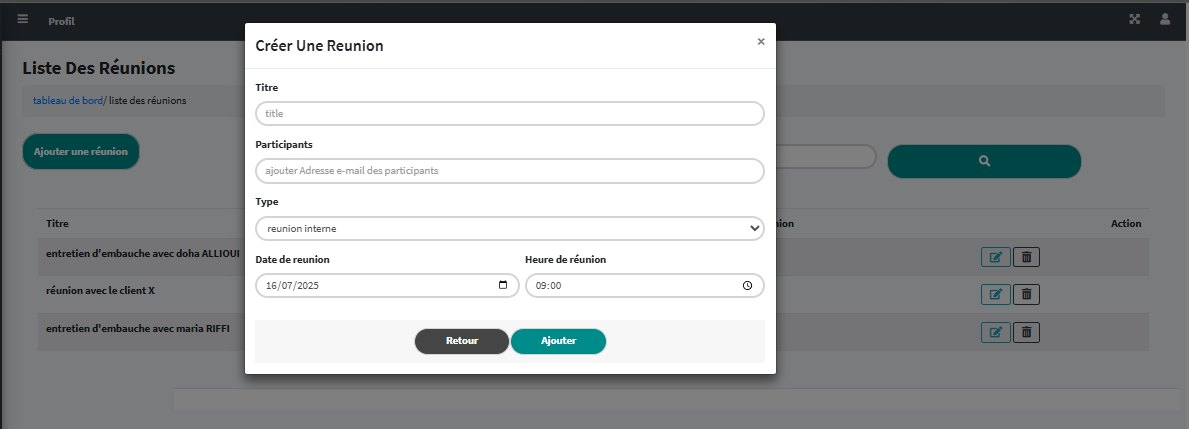 Profil
Créer Une Reunion
×
Liste Des Réunions
tableau de bord/ liste des réunions
Titre
title
Ajouter une réunion
Participants
ajouter Adresse e-mail des participants
Type
reunion interne
Titre
Action
entretien d'embauche avec doha ALLIOUI
Date de reunion
Heure de réunion
16/07/2025
09:00
réunion avec le client X
entretien d'embauche avec maria RIFFI
Retour
Ajouter